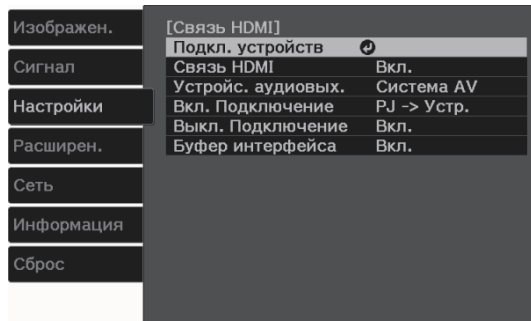 Изображен.
Сигнал
Настройки
Расширен.
Сеть
Информация
Сброс
[Связь HDMI]
Подкл. устройств
Связь HDMI Вкл.
Устройс. аудиовых. Система AV
Вкл. Подключение PJ -> Устр.
Выкл. Подключение Вкл.
Буфер интерфейса Вкл.